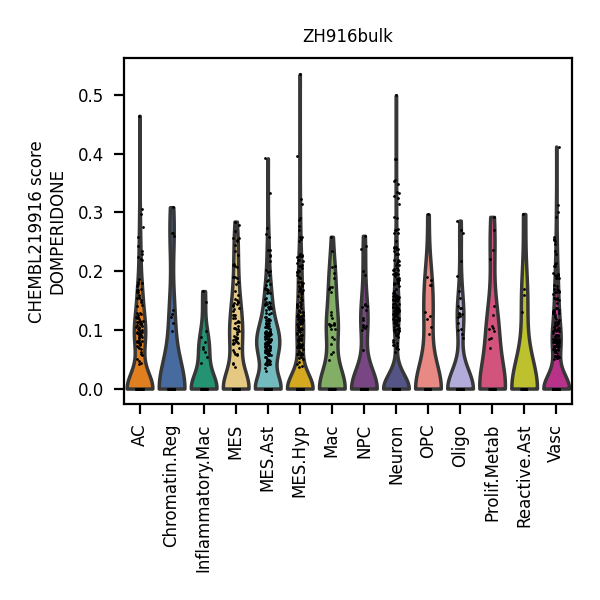 ZH916bulk
CHEMBL219916 score
DOMPERIDONE
0.5
0.4
0.3
0.2
0.1
0.0
AC
Chromatin.Reg
Inflammatory.Mac
MES
MES.Ast
MES.Hyp
Mac
NPC
Neuron
OPC
Oligo
Prolif.Metab
Reactive.Ast
Vasc